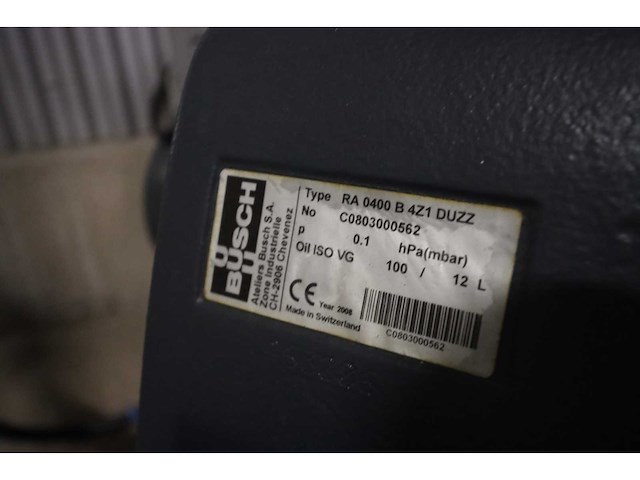 BUSCH
Ateliers Busch S.A.
Zone Industrielle
CH-2906 Chevenez
Type RA 0400 B 4Z1 DUZZ
No C0803000562
p 0.1 hPa(mbar)
Oil ISO VG 100 / 12 L
CE Year 2008
Made in Switzerland
C0803000562